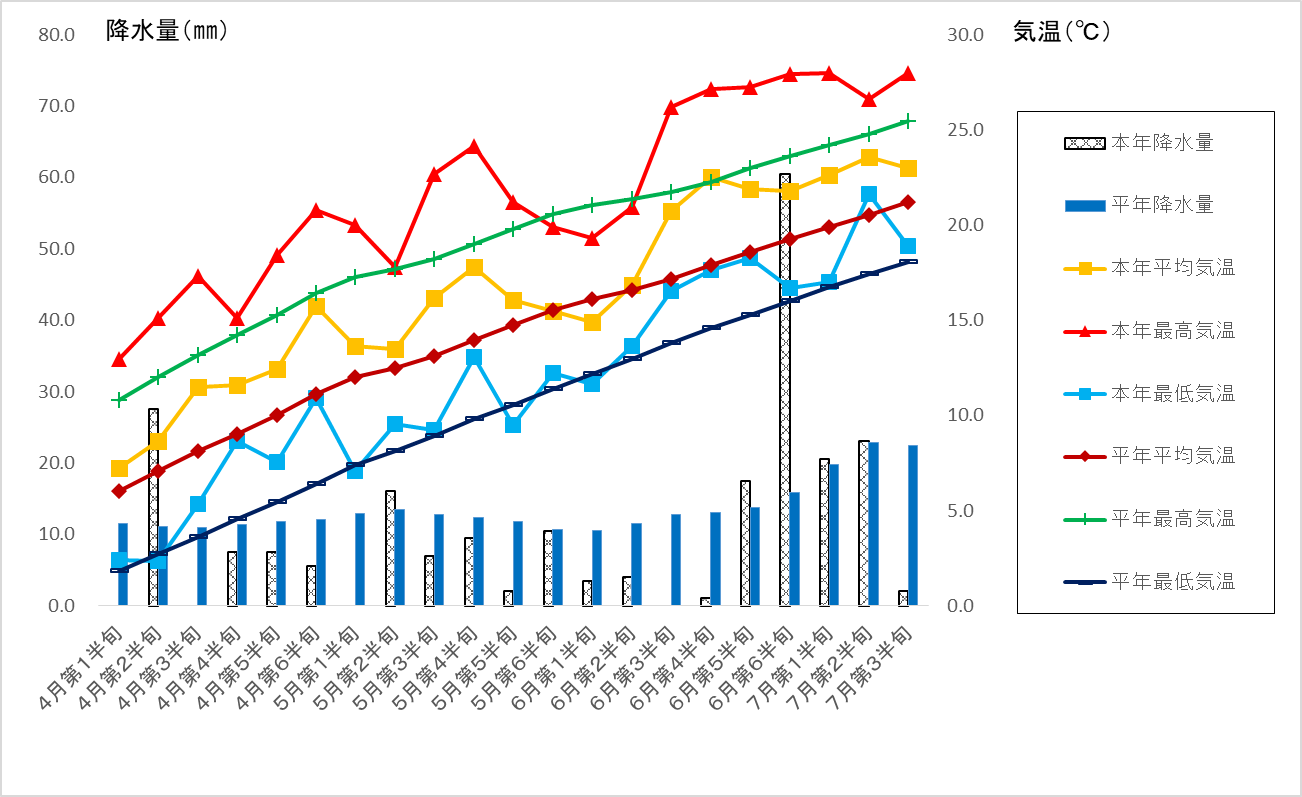 降水量(㎜)
気温(℃)
80.0
70.0
60.0
50.0
40.0
30.0
20.0
10.0
0.0
30.0
25.0
20.0
15.0
10.0
5.0
0.0
4月第1半旬
4月第2半旬
4月第3半旬
4月第4半旬
4月第5半旬
4月第6半旬
5月第1半旬
5月第2半旬
5月第3半旬
5月第4半旬
5月第5半旬
5月第6半旬
6月第1半旬
6月第2半旬
6月第3半旬
6月第4半旬
6月第5半旬
6月第6半旬
7月第1半旬
7月第2半旬
7月第3半旬
本年降水量
平年降水量
本年平均気温
本年最高気温
本年最低気温
平年平均気温
平年最高気温
平年最低気温